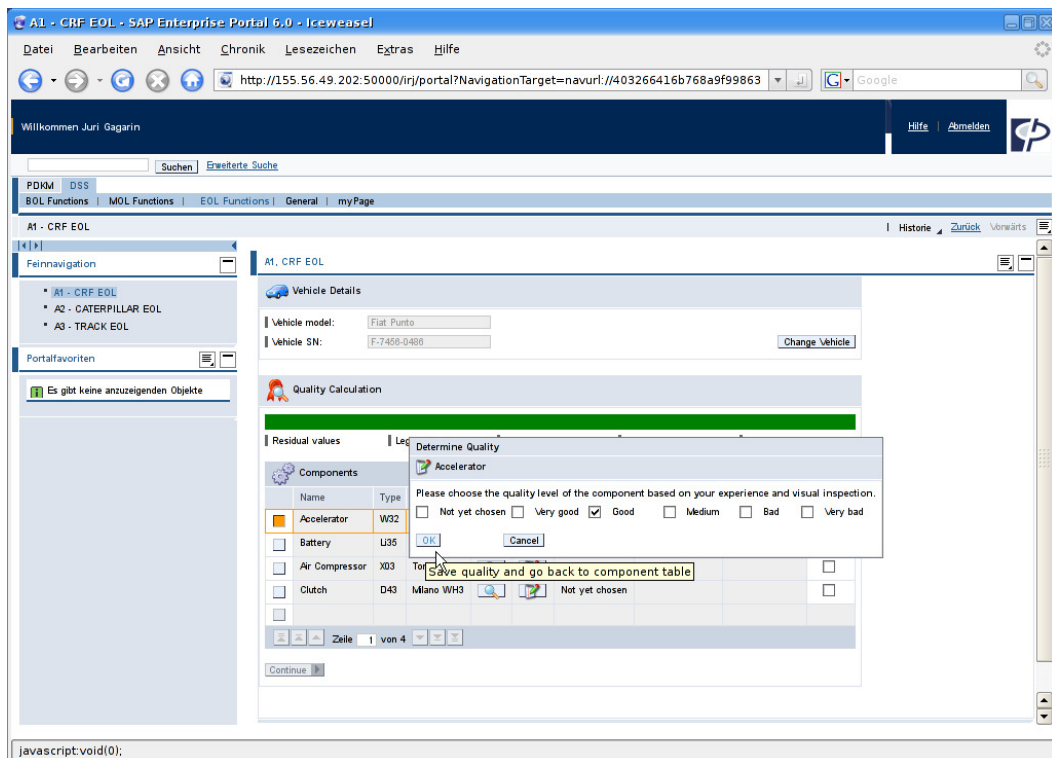 A1 - CRF EOL - SAP Enterprise Portal 6.0 - Iceweasel
Datei Bearbeiten Ansicht Chronik Lesezeichen Extras Hilfe
http://155.56.49.202:50000/irj/portal?NavigationTarget=navurl://403266416b768a9f99863 G Google
Willkommen Juri Gagarin Hilfe | Abmelden
Suchen Erweiterte Suche
PDKM DSS
BOL Functions | MOL Functions | EOL Functions | General | myPage
A1 - CRF EOL | Historie Zurück Vorwärts
Feinnavigation
A1 - CRF EOL
A2 - CATERPILLAR EOL
A3 - TRACK EOL
Portalfavoriten
Es gibt keine anzuzeigenden Objekte
A1, CRF EOL
Vehicle Details
Vehicle model: Fiat Punto
Vehicle SN: F-7466-0486 Change Vehicle
Quality Calculation
Residual values
Components
Name Type
Accelerator W32
Battery Li35
Air Compressor X03
Clutch D43 Milano WH3 Not yet chosen
Zeile 1 von 4
Continue
Determine Quality
Accelerator
Please choose the quality level of the component based on your experience and visual inspection.
Not yet chosen Very good Good Medium Bad Very bad
OK Cancel
Save quality and go back to component table
javascript:void(0);